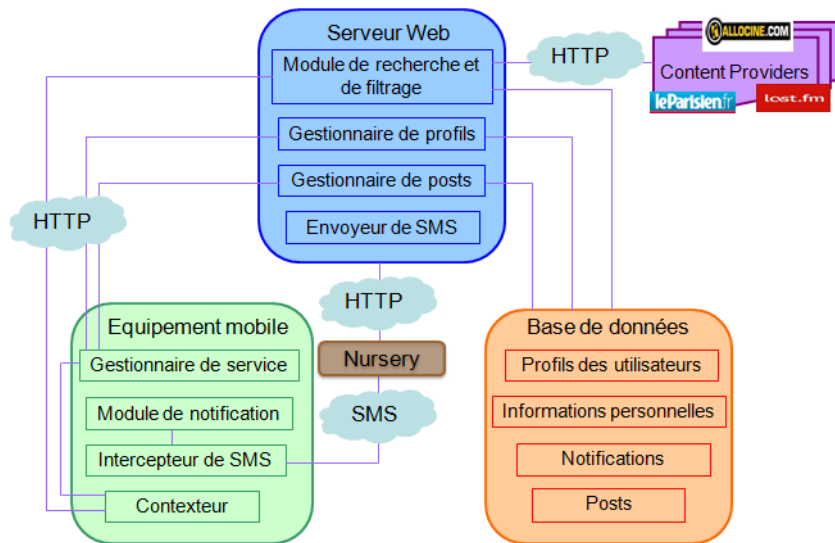 Serveur Web
Module de recherche et
de filtrage
Gestionnaire de profils
Gestionnaire de posts
Envoyeur de SMS
HTTP
ALLOCINE.COM
Content Providers
leParisien.fr
lost.fm
HTTP
HTTP
Nursery
SMS
Equipement mobile
Gestionnaire de service
Module de notification
Intercepteur de SMS
Contexteur
Base de données
Profils des utilisateurs
Informations personnelles
Notifications
Posts